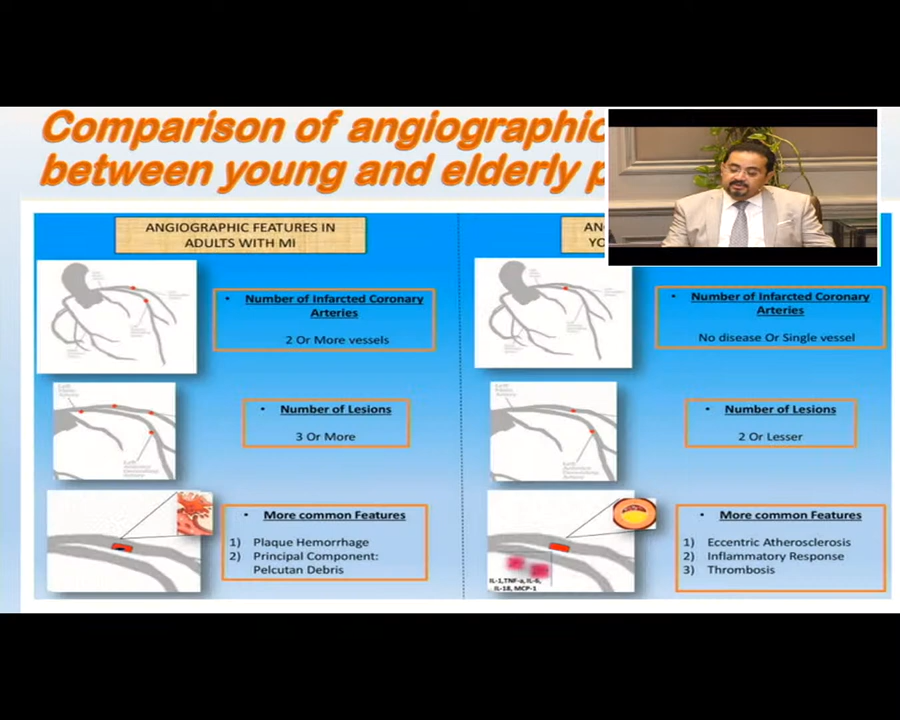 Comparison of angiographic
between young and elderly p
ANGIOGRAPHIC FEATURES IN
ADULTS WITH MI
• Number of Infarcted Coronary
Arteries
2 Or More vessels
• Number of Lesions
3 Or More
• More common Features
1) Plaque Hemorrhage
2) Principal Component:
Pelcutan Debris
AN
YO
• Number of Infarcted Coronary
Arteries
No disease Or Single vessel
• Number of Lesions
2 Or Lesser
IL-1,TNF-a, IL-6,
IL-18, MCP-1
• More common Features
1) Eccentric Atherosclerosis
2) Inflammatory Response
3) Thrombosis